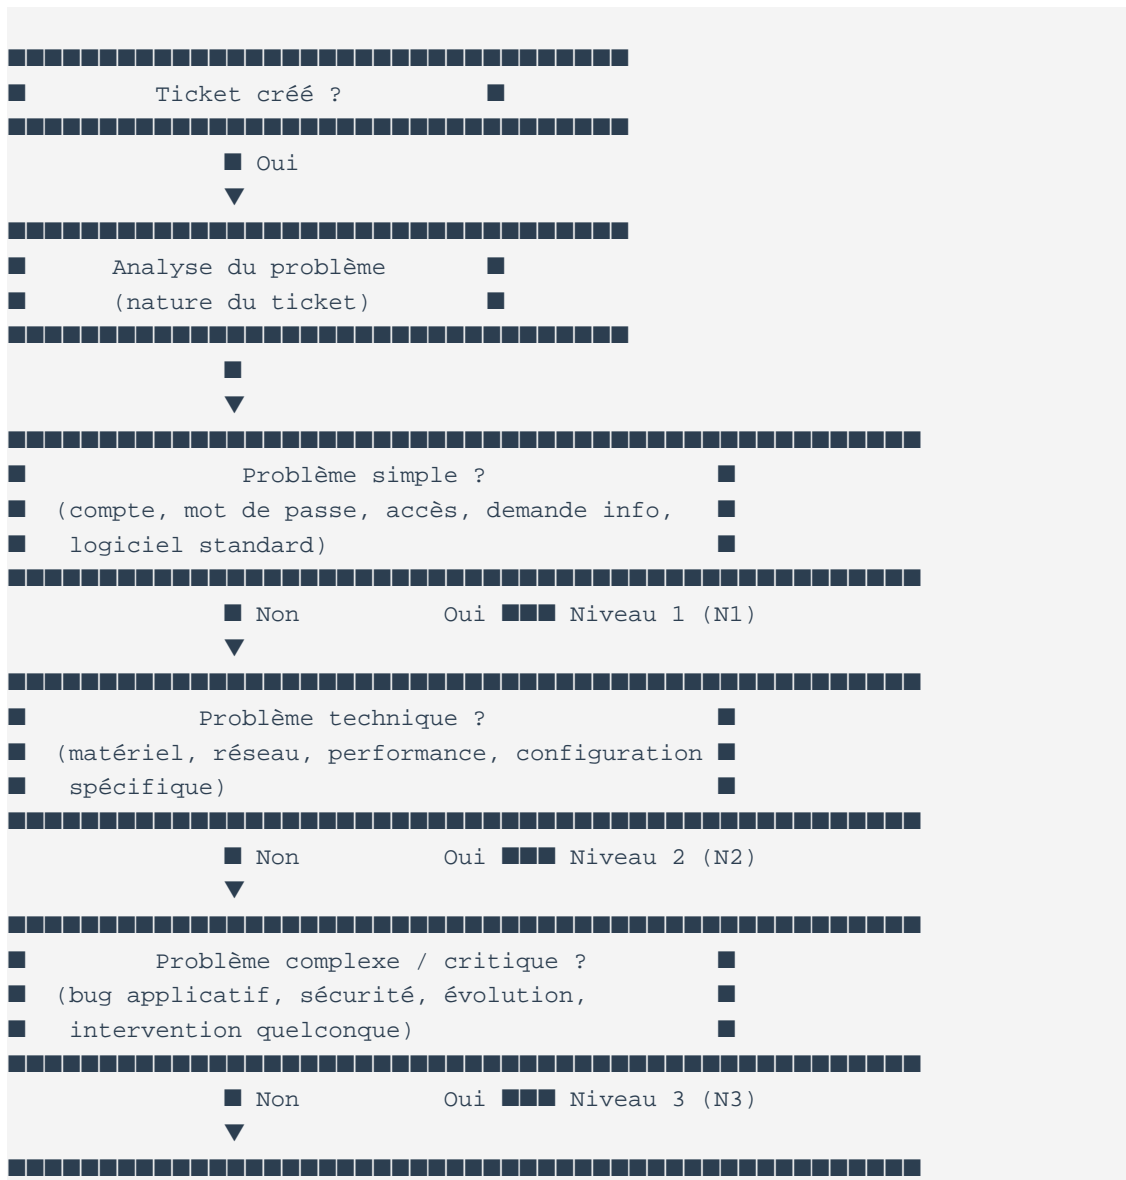 Ticket créé ?
Oui
Analyse du problème
(nature du ticket)
Problème simple ?
(compte, mot de passe, accès, demande info,
logiciel standard)
Non Oui ■■■ Niveau 1 (N1)
Problème technique ?
(matériel, réseau, performance, configuration
spécifique)
Non Oui ■■■ Niveau 2 (N2)
Problème complexe / critique ?
(bug applicatif, sécurité, évolution,
intervention quelconque)
Non Oui ■■■ Niveau 3 (N3)